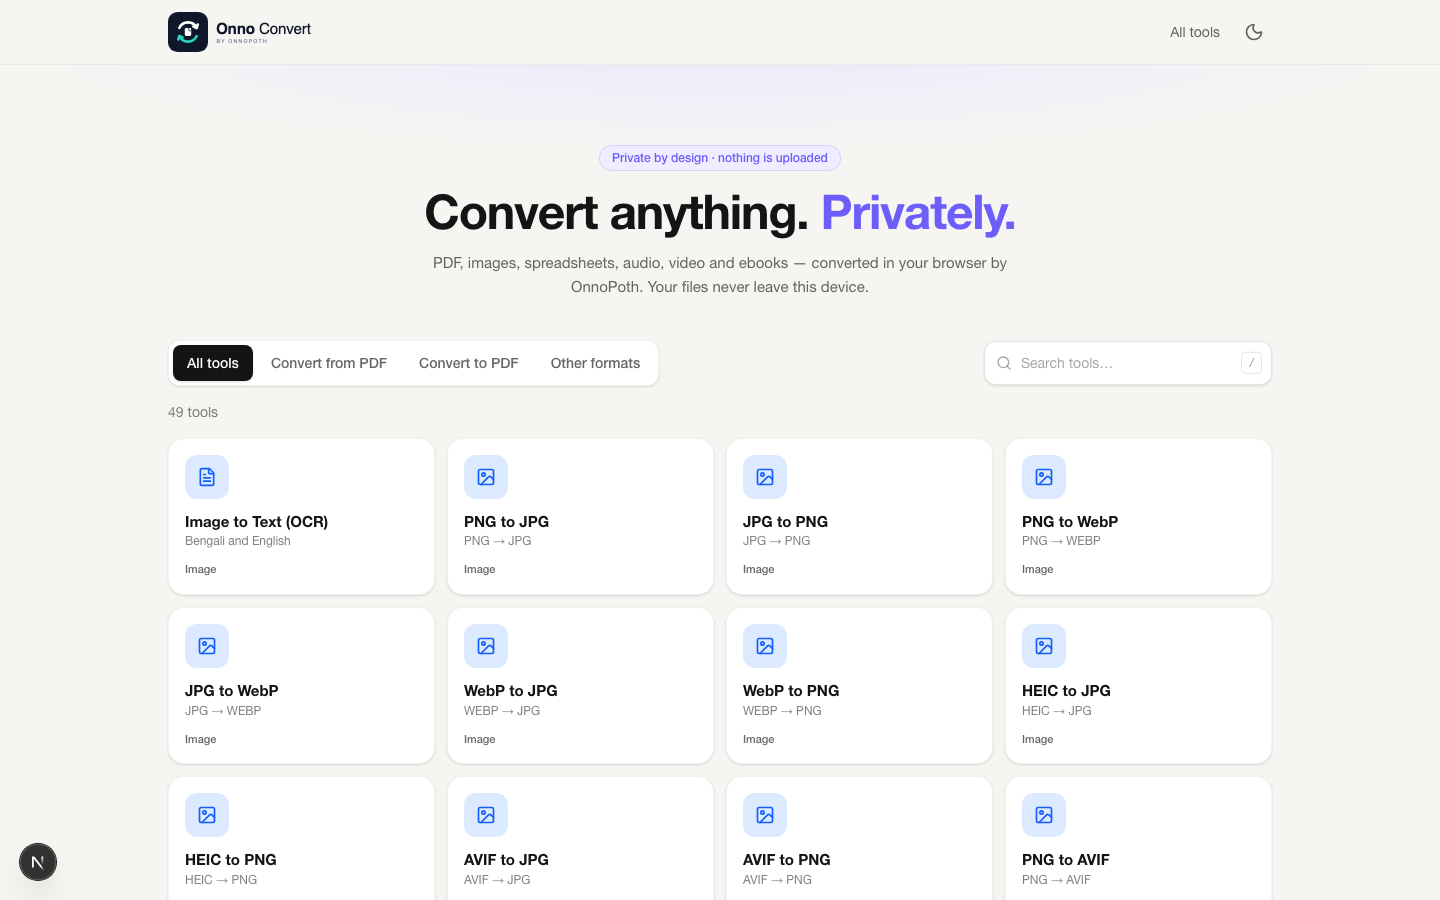 Onno Convert
BY ONNOPOTH
All tools
Private by design · nothing is uploaded
Convert anything. Privately.
PDF, images, spreadsheets, audio, video and ebooks — converted in your browser by
OnnoPoth. Your files never leave this device.
All tools
Convert from PDF
Convert to PDF
Other formats
Search tools...
/
49 tools
Image to Text (OCR)
Bengali and English
Image
PNG to JPG
PNG → JPG
Image
JPG to PNG
JPG → PNG
Image
PNG to WebP
PNG → WEBP
Image
JPG to WebP
JPG → WEBP
Image
WebP to JPG
WEBP → JPG
Image
WebP to PNG
WEBP → PNG
Image
HEIC to JPG
HEIC → JPG
Image
HEIC to PNG
HEIC → PNG
AVIF to JPG
AVIF → JPG
AVIF to PNG
AVIF → PNG
PNG to AVIF
PNG → AVIF
N